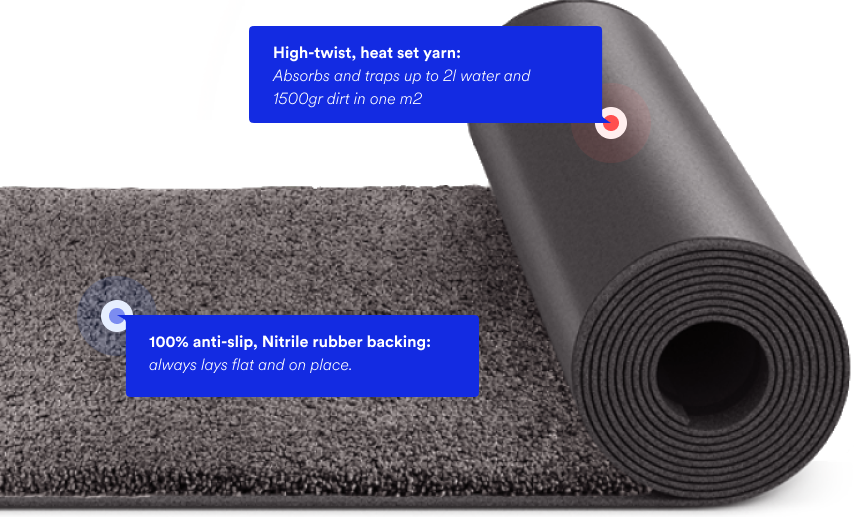 High-twist, heat set yarn:
Absorbs and traps up to 2l water and
1500gr dirt in one m2
100% anti-slip, Nitrile rubber backing:
always lays flat and on place.